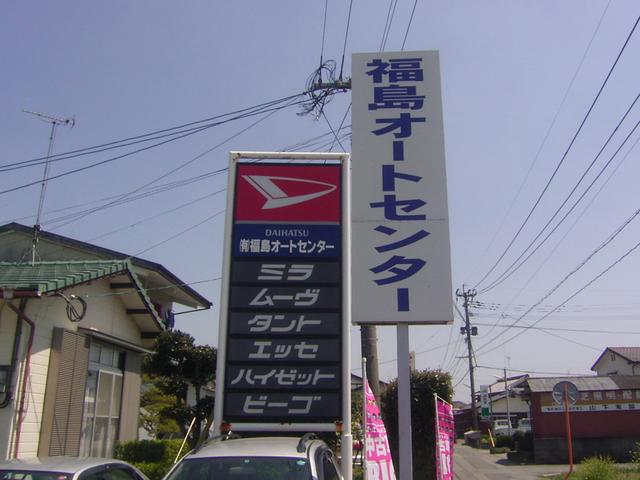 福島オートセンター
DAIHATSU
㈲福島オートセンター
ミラ
ムーヴ
タント
エッセ
ハイゼット
ビーゴ